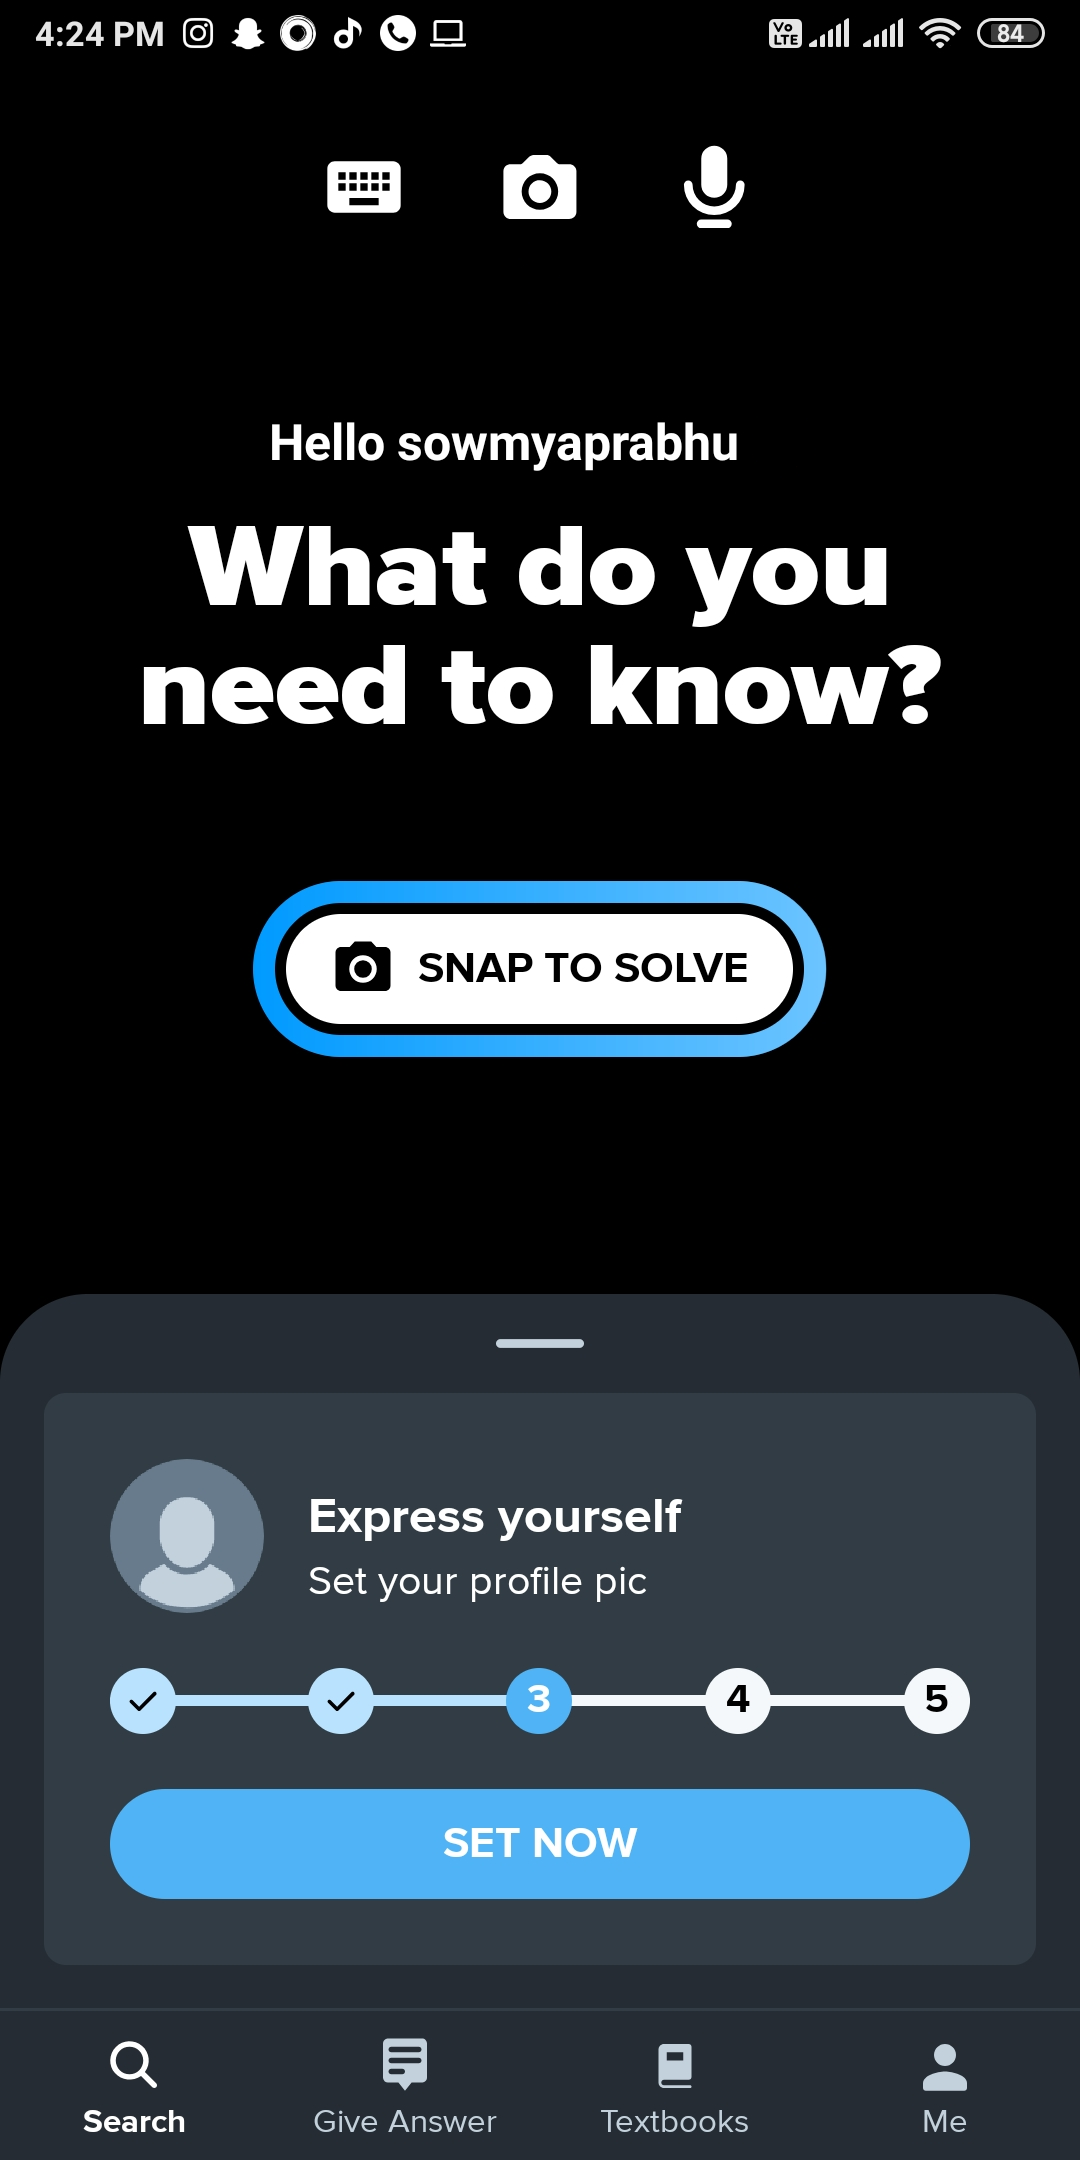 4:24 PM
Vo LTE
84
Hello sowmyaprabhu
What do you
need to know?
SNAP TO SOLVE
Express yourself
Set your profile pic
3 4 5
SET NOW
Search Give Answer Textbooks Me